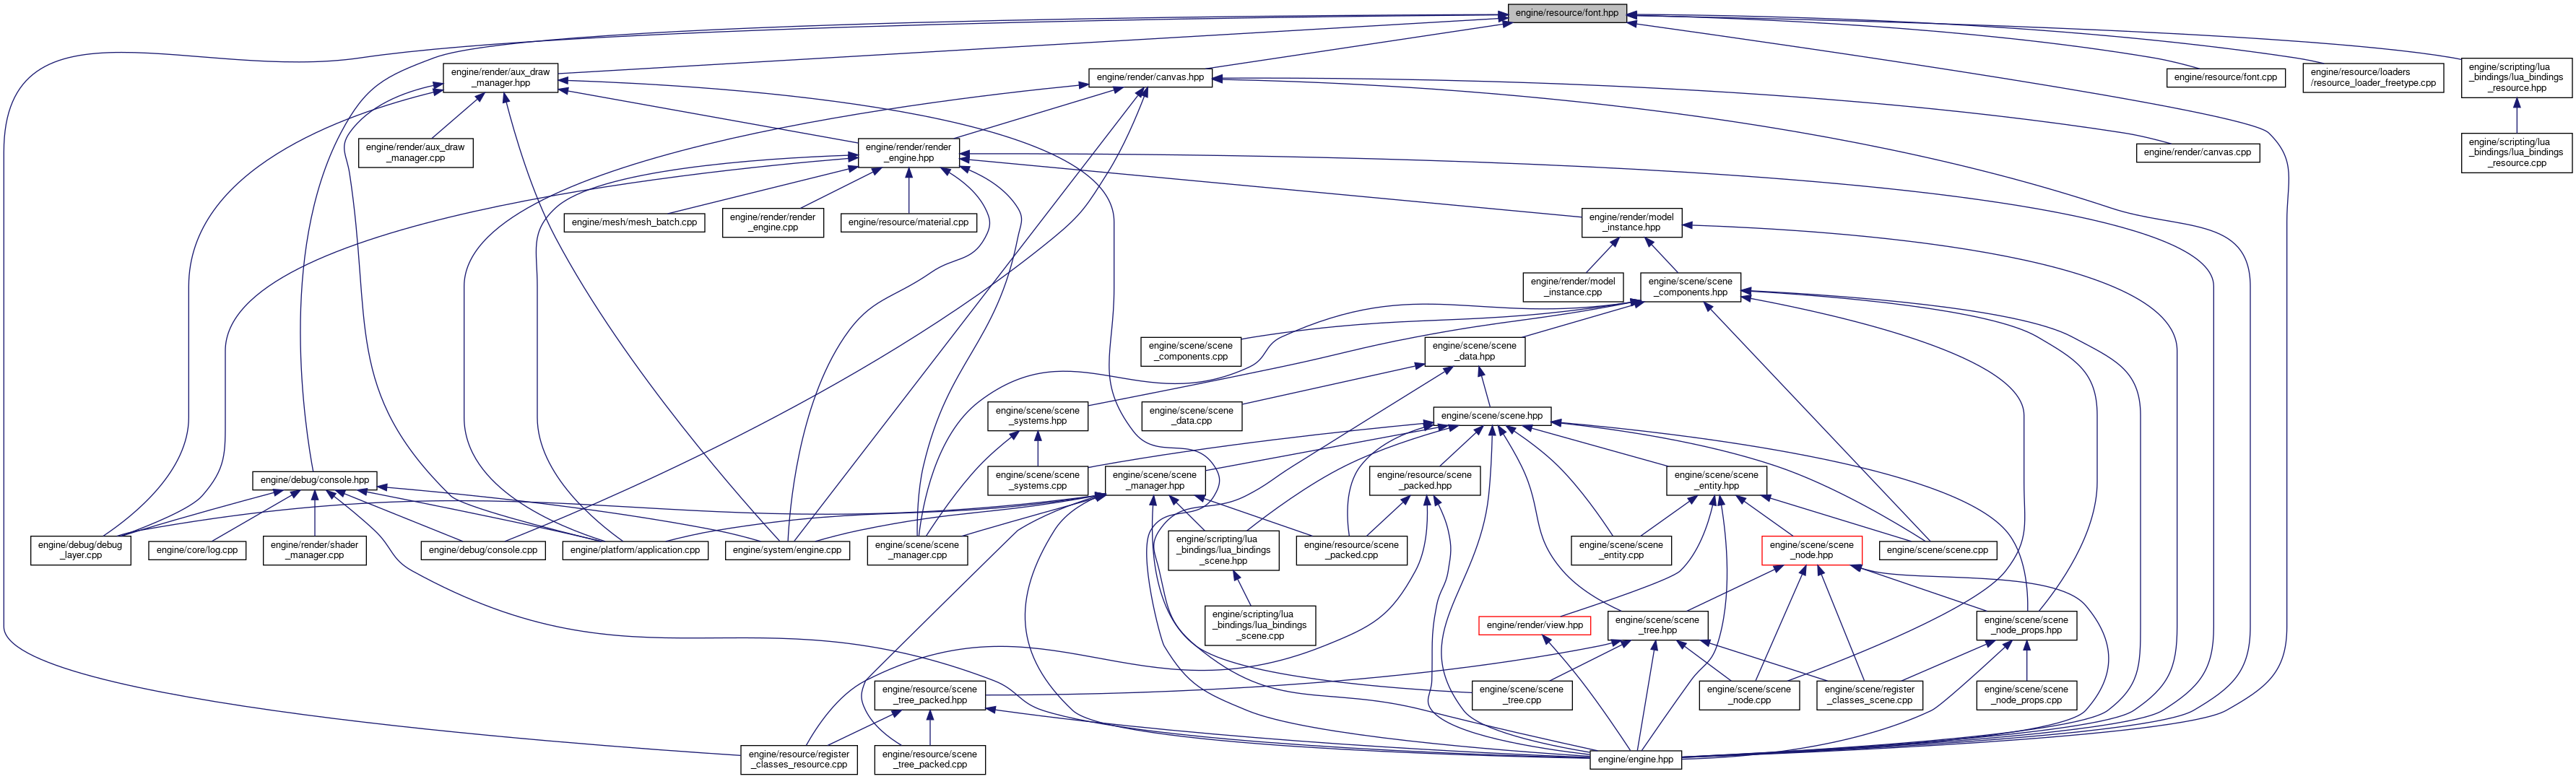 engine/resource/font.hpp
engine/render/aux_draw
_manager.hpp
engine/render/canvas.hpp
engine/resource/font.cpp
engine/resource/loaders
/resource_loader_freetype.cpp
engine/scripting/lua
_bindings/lua_bindings
_resource.hpp
engine/render/aux_draw
_manager.cpp
engine/render/render
_engine.hpp
engine/render/canvas.cpp
engine/scripting/lua
_bindings/lua_bindings
_resource.cpp
engine/mesh/mesh_batch.cpp
engine/render/render
_engine.cpp
engine/resource/material.cpp
engine/render/model
_instance.hpp
engine/render/model
_instance.cpp
engine/scene/scene
_components.hpp
engine/scene/scene
_components.cpp
engine/scene/scene
_data.hpp
engine/scene/scene
_systems.hpp
engine/scene/scene
_data.cpp
engine/scene/scene.hpp
engine/debug/console.hpp
engine/scene/scene
_systems.cpp
engine/scene/scene
_manager.hpp
engine/resource/scene
_packed.hpp
engine/scene/scene
_entity.hpp
engine/debug/debug
_layer.cpp
engine/core/log.cpp
engine/render/shader
_manager.cpp
engine/debug/console.cpp
engine/platform/application.cpp
engine/system/engine.cpp
engine/scene/scene
_manager.cpp
engine/scripting/lua
_bindings/lua_bindings
_scene.hpp
engine/resource/scene
_packed.cpp
engine/scene/scene
_entity.cpp
engine/scene/scene
_node.hpp
engine/scene/scene.cpp
engine/scripting/lua
_bindings/lua_bindings
_scene.cpp
engine/render/view.hpp
engine/scene/scene
_tree.hpp
engine/scene/scene
_node_props.hpp
engine/resource/scene
_tree_packed.hpp
engine/scene/scene
_tree.cpp
engine/scene/scene
_node.cpp
engine/scene/register
_classes_scene.cpp
engine/scene/scene
_node_props.cpp
engine/resource/register
_classes_resource.cpp
engine/resource/scene
_tree_packed.cpp
engine/engine.hpp